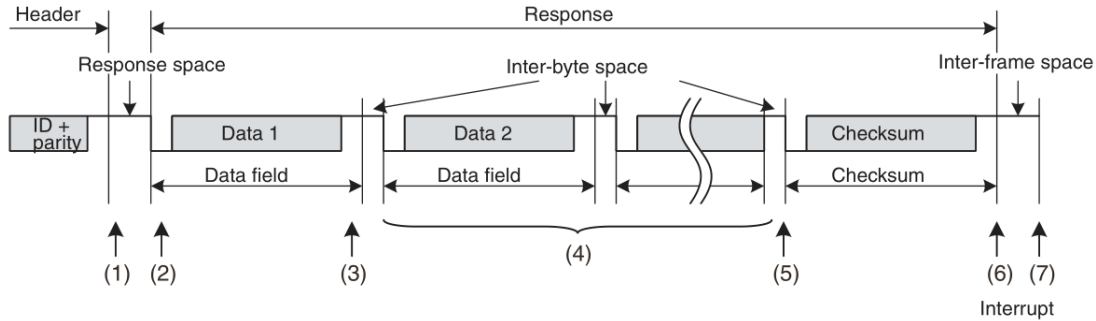 Header
Response
Response space
Inter-byte space
Inter-frame space
ID +
parity
Data 1
Data 2
Checksum
Data field
Data field
Checksum
(4)
(1)
(2)
(3)
(5)
(6)
(7)
Interrupt